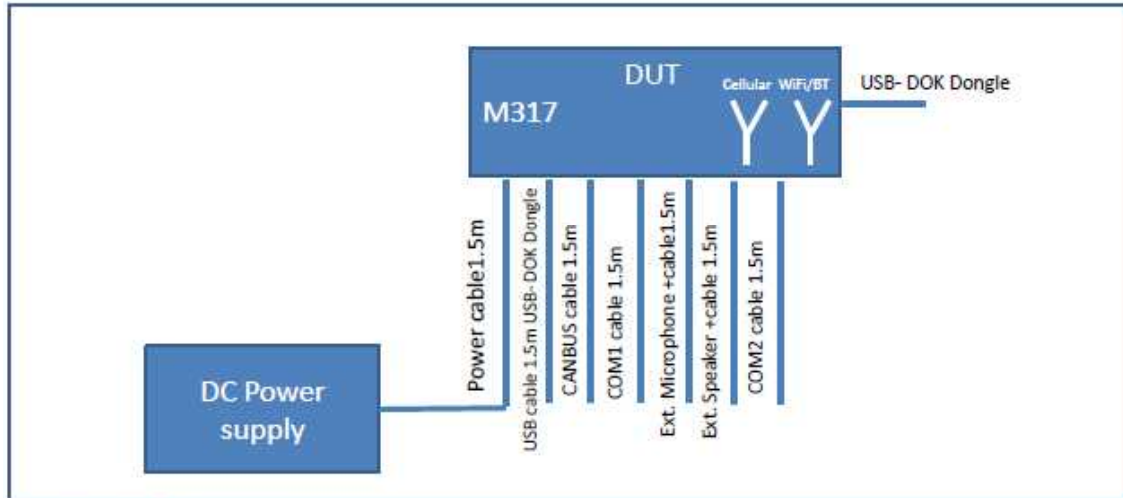 DUT
Cellular WiFi/BT
USB- DOK Dongle
M317
Power cable1.5m
USB cable 1.5m USB- DOK Dongle
CANBUS cable 1.5m
COM1 cable 1.5m
Ext. Microphone +cable1.5m
Ext. Speaker +cable 1.5m
COM2 cable 1.5m
DC Power
supply